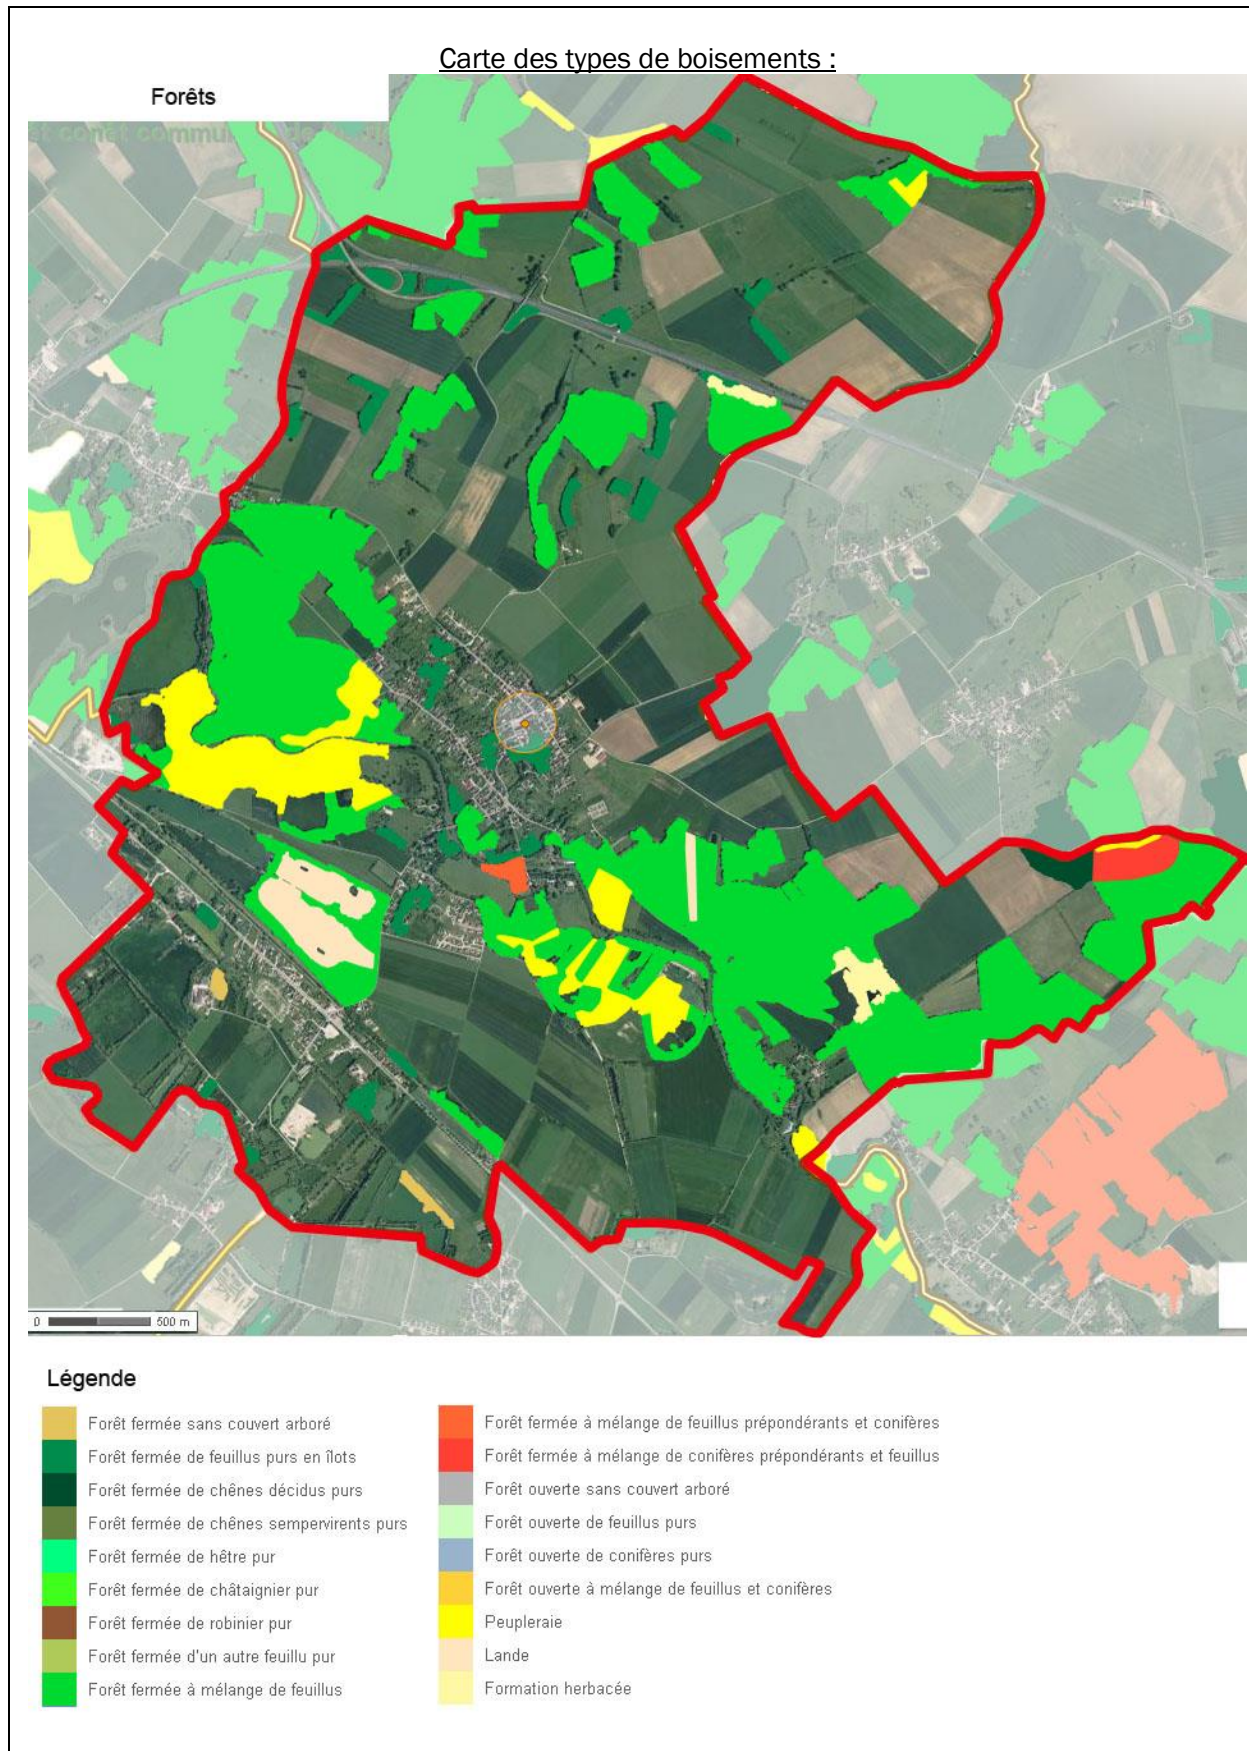 Carte des types de boisements :
Forêts
0 500 m
Légende
Forêt fermée sans couvert arboré
Forêt fermée de feuillus purs en îlots
Forêt fermée de chênes décidus purs
Forêt fermée de chênes sempervirents purs
Forêt fermée de hêtre pur
Forêt fermée de châtaignier pur
Forêt fermée de robinier pur
Forêt fermée d'un autre feuillu pur
Forêt fermée à mélange de feuillus
Forêt fermée à mélange de feuillus prépondérants et conifères
Forêt fermée à mélange de conifères prépondérants et feuillus
Forêt ouverte sans couvert arboré
Forêt ouverte de feuillus purs
Forêt ouverte de conifères purs
Forêt ouverte à mélange de feuillus et conifères
Peupleraie
Lande
Formation herbacée